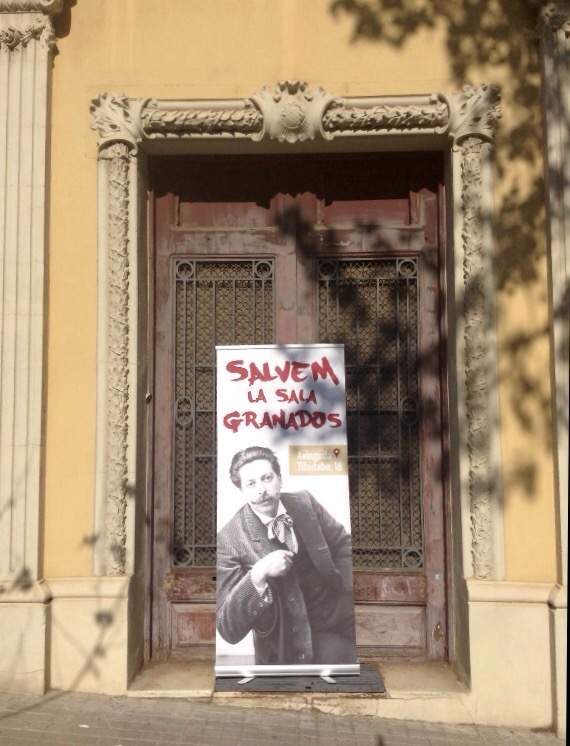 SALVEM
LA SALA
GRANADOS
Avinguda
Tibidabo, 18